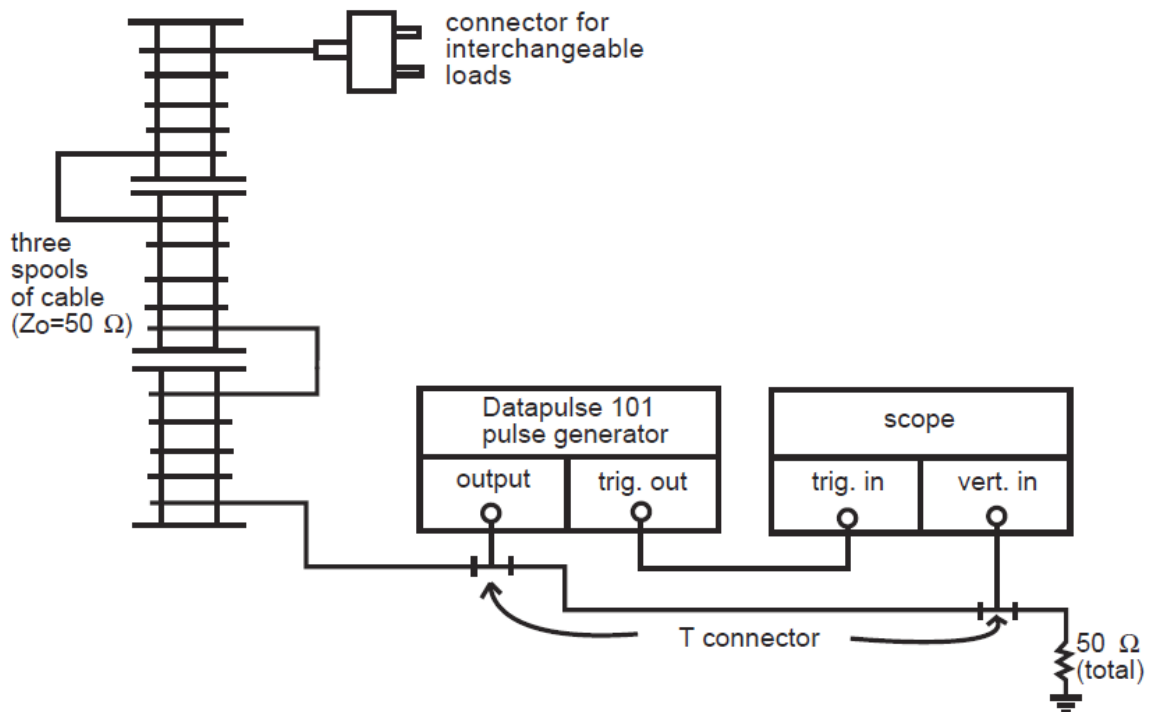 connector for
interchangeable
loads
three
spools
of cable
(Zo=50 Ω)
Datapulse 101
pulse generator
output
trig. out
scope
trig. in
vert. in
T connector
50 Ω
(total)